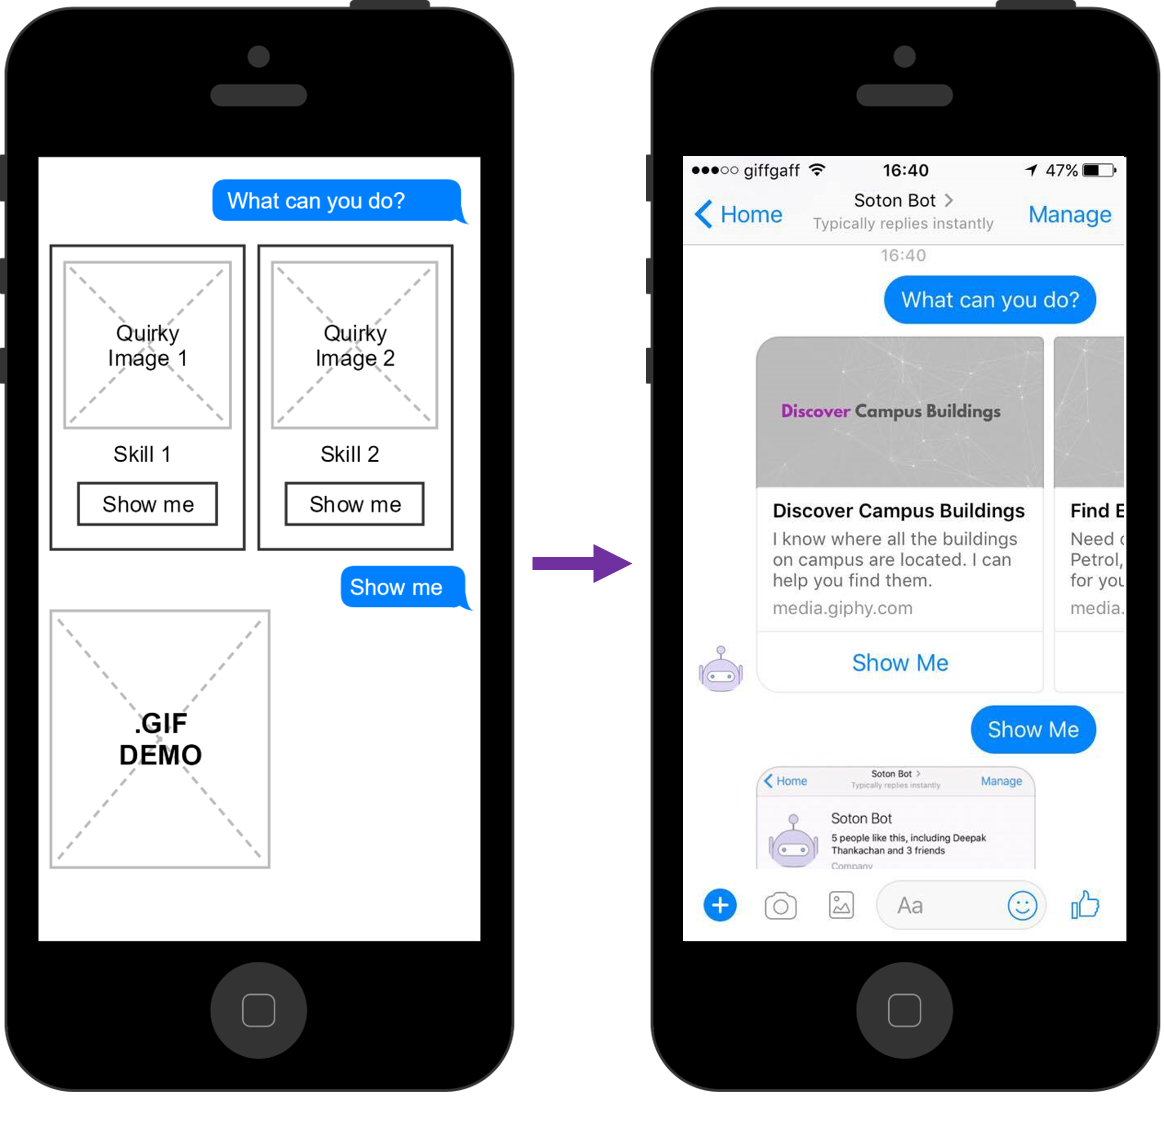 What can you do?
Quirky
Image 1
Quirky
Image 2
Skill 1
Skill 2
Show me
Show me
Show me
.GIF
DEMO
giffgaff
16:40
47%
Home
Soton Bot
Typically replies instantly
Manage
16:40
What can you do?
Discover Campus Buildings
Discover Campus Buildings
I know where all the buildings
on campus are located. I can
help you find them.
media.giphy.com
Show Me
Find
Need
Petrol,
for you
media.
Show Me
Home
Soton Bot
Typically replies instantly
Manage
Soton Bot
5 people like this, including Deepak
Thankachan and 3 friends
Company
Aa